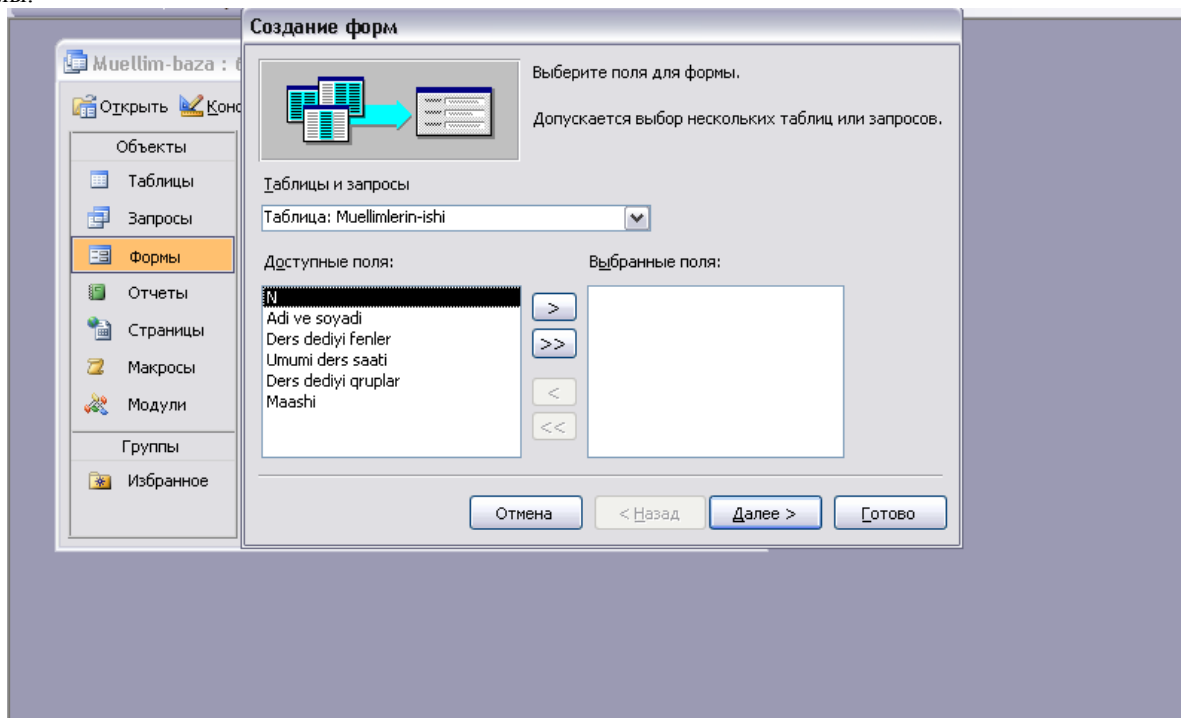 Создание форм
Muellim-baza :
Открыть
Объекты
Таблицы
Запросы
Формы
Отчеты
Страницы
Макросы
Модули
Группы
Избранное
Выберите поля для формы.
Допускается выбор нескольких таблиц или запросов.
Таблицы и запросы
Таблица: Muellimlerin-ishi
Доступные поля:
Выбранные поля:
N
Adi ve soyadi
Ders dediyi fenler
Umumi ders saati
Ders dediyi qruplar
Maashi
>
>>
<
<<
Отмена
< Назад
Далее >
Готово